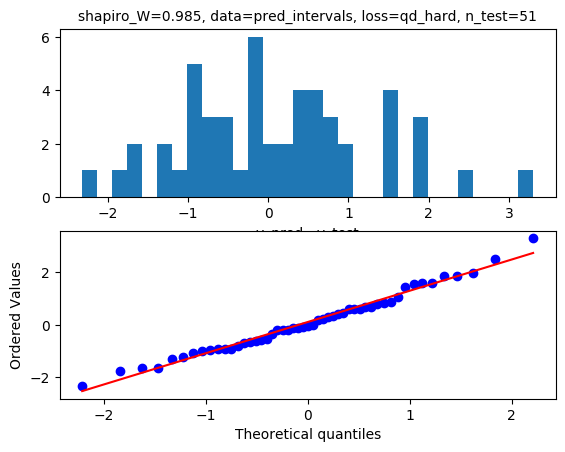 shapiro_W=0.985, data=pred_intervals, loss=qd_hard, n_test=51
6
4
2
0
−2 −1 0 1 2 3
Ordered Values
2
0
−2
−2 −1 0 1 2
Theoretical quantiles